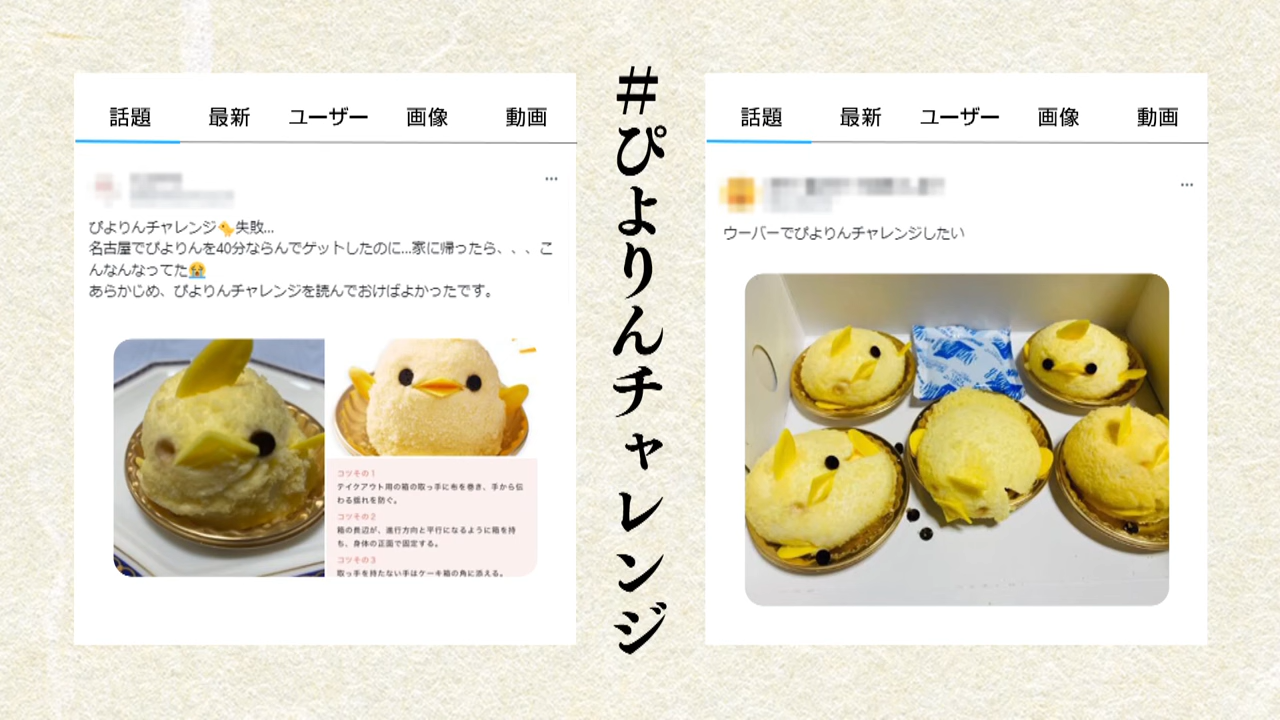 話題 最新 ユーザー 画像 動画
ぴよりんチャレンジ🐤失敗...
名古屋でぴよりんを40分ならんでゲットしたのに...家に帰ったら、、、こ
んなんなってた😭
あらかじめ、ぴよりんチャレンジを読んでおけばよかったです。
コツその1
テイクアウト用の箱の取っ手に布を巻き、手から伝
わる揺れを防ぐ。
コツその2
箱の長辺が、進行方向と平行になるように箱を持
ち、身体の正面で固定する。
コツその3
取っ手を持たない手はケーキ箱の角に添える。
#ぴよりんチャレンジ
話題 最新 ユーザー 画像 動画
ウーバーでぴよりんチャレンジしたい